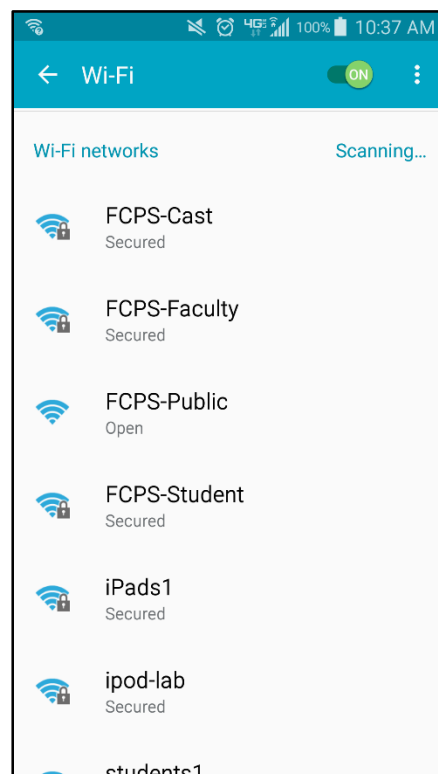 4G 100% 10:37 AM
Wi-Fi ON
Wi-Fi networks Scanning...
FCPS-Cast
Secured
FCPS-Faculty
Secured
FCPS-Public
Open
FCPS-Student
Secured
iPads1
Secured
ipod-lab
Secured
students1